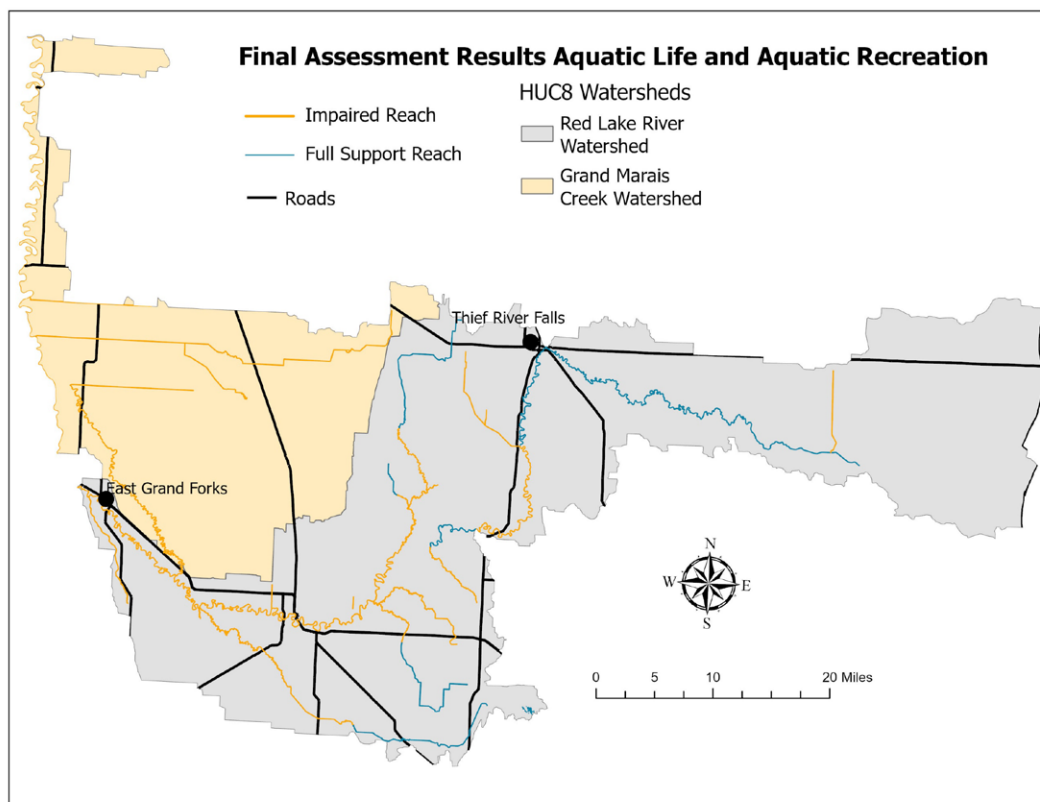 Final Assessment Results Aquatic Life and Aquatic Recreation
Impaired Reach
Full Support Reach
Roads
HUC8 Watersheds
Red Lake River
Watershed
Grand Marais
Creek Watershed
Thief River Falls
East Grand Forks
N
W
E
S
0 5 10 20 Miles